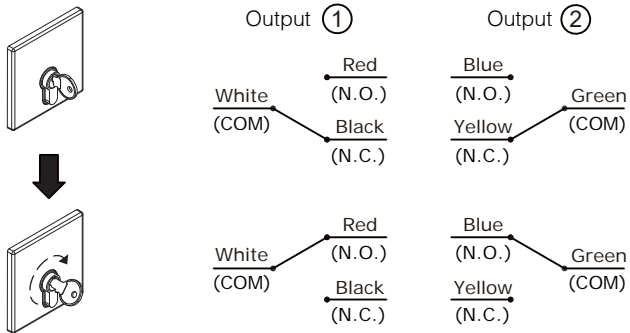 Output 1 Output 2
Red Blue
White (N.O.) (N.O.) Green
(COM) Black Yellow (COM)
(N.C.) (N.C.)
Red Blue
White (N.O.) (N.O.) Green
(COM) Black Yellow (COM)
(N.C.) (N.C.)